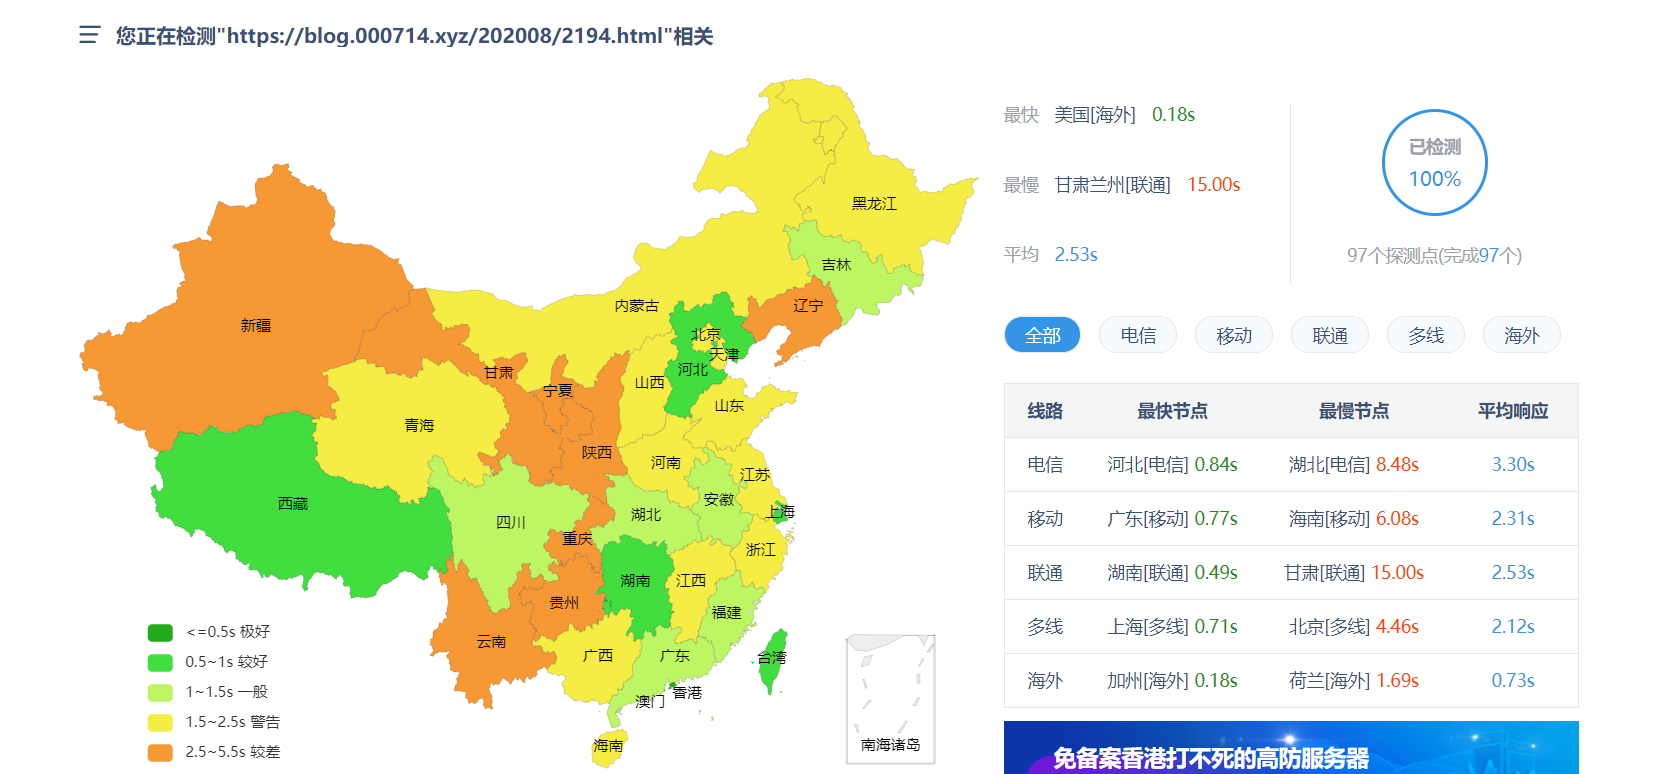 您正在检测"https://blog.000714.xyz/202008/2194.html"相关
黑龙江
吉林
辽宁
内蒙古
新疆
北京
天津
河北
甘肃
宁夏
山西
山东
青海
陕西
河南
江苏
安徽
上海
西藏
四川
湖北
重庆
浙江
湖南
江西
贵州
福建
云南
广西
广东
台湾
澳门
香港
海南
南海诸岛
<=0.5s 极好
0.5~1s 较好
1~1.5s 一般
1.5~2.5s 警告
2.5~5.5s 较差
最快 美国[海外] 0.18s
最慢 甘肃兰州[联通] 15.00s
平均 2.53s
已检测
100%
97个探测点(完成97个)
全部 电信 移动 联通 多线 海外
线路 最快节点 最慢节点 平均响应
电信 河北[电信] 0.84s 湖北[电信] 8.48s 3.30s
移动 广东[移动] 0.77s 海南[移动] 6.08s 2.31s
联通 湖南[联通] 0.49s 甘肃[联通] 15.00s 2.53s
多线 上海[多线] 0.71s 北京[多线] 4.46s 2.12s
海外 加州[海外] 0.18s 荷兰[海外] 1.69s 0.73s
免备案香港打不死的高防服务器